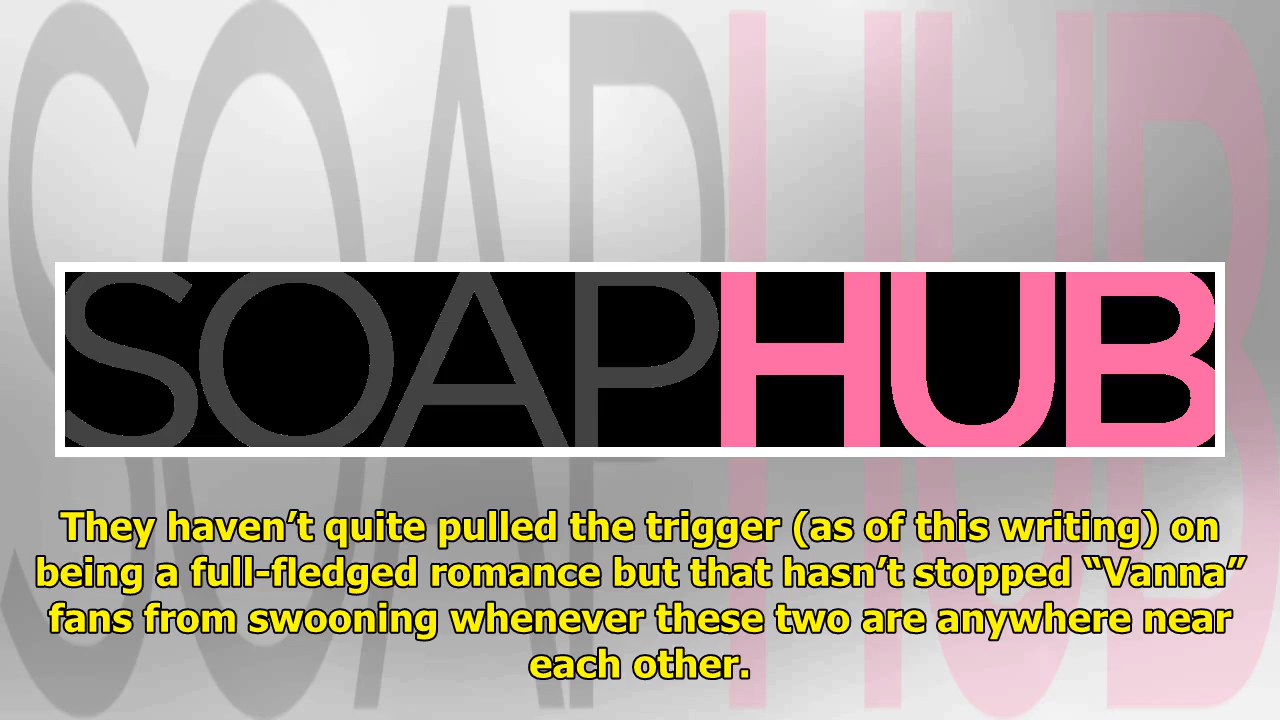 SOAPHUB
SOAPHUB
They haven’t quite pulled the trigger (as of this writing) on
being a full-fledged romance but that hasn’t stopped “Vanna”
fans from swooning whenever these two are anywhere near
each other.